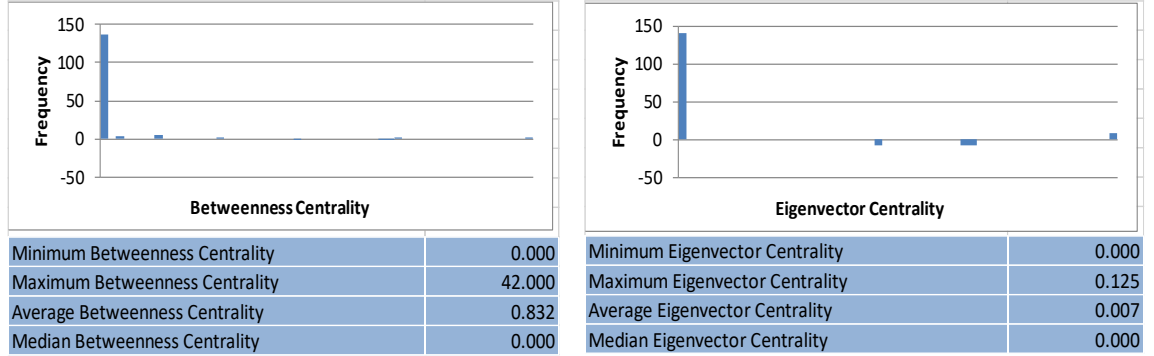 150
100
50
0
-50
Frequency
Betweenness Centrality
Minimum Betweenness Centrality 0.000
Maximum Betweenness Centrality 42.000
Average Betweenness Centrality 0.832
Median Betweenness Centrality 0.000
150
100
50
0
-50
Frequency
Eigenvector Centrality
Minimum Eigenvector Centrality 0.000
Maximum Eigenvector Centrality 0.125
Average Eigenvector Centrality 0.007
Median Eigenvector Centrality 0.000